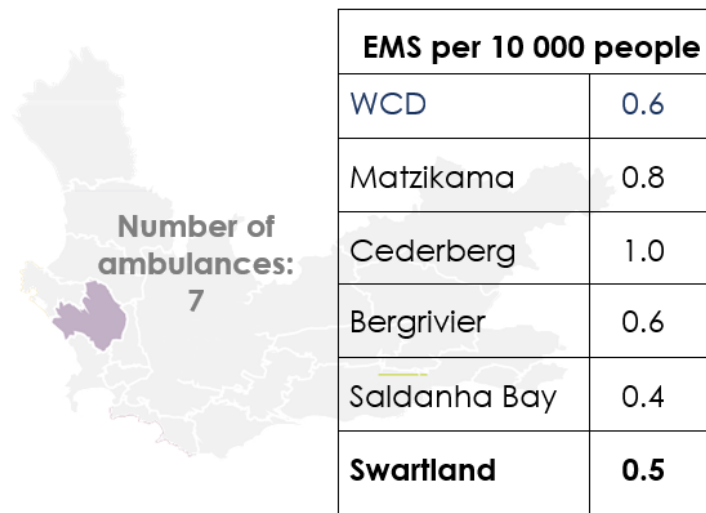 Number of
ambulances:
7
EMS per 10 000 people
WCD 0.6
Matzikama 0.8
Cederberg 1.0
Bergrivier 0.6
Saldanha Bay 0.4
Swartland 0.5